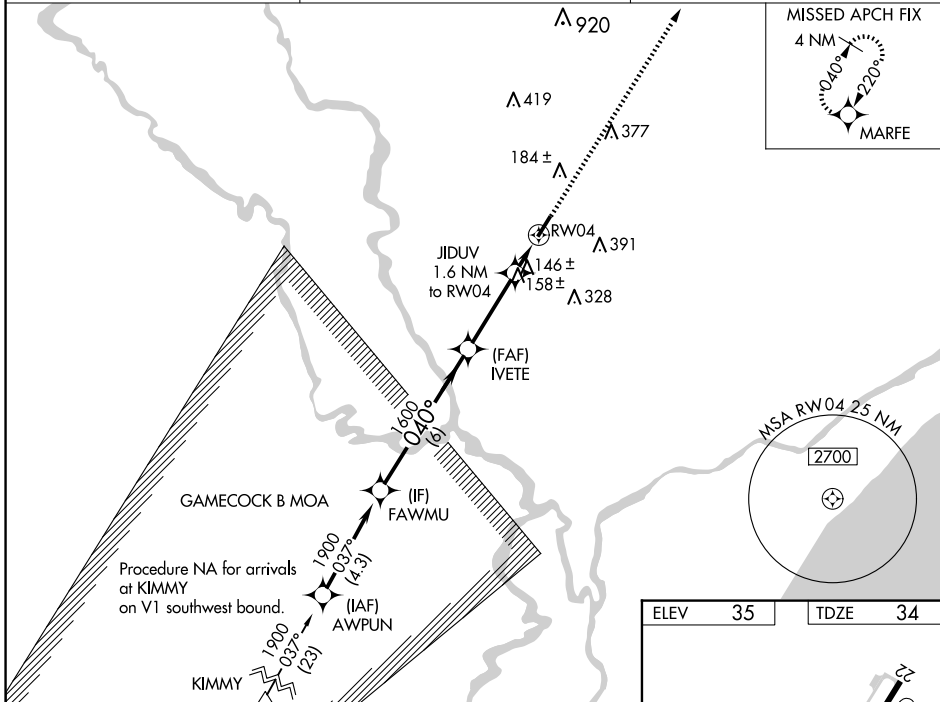 920
MISSED APCH FIX
4 NM
040°
220°
MARFE
419
377
184 ±
RW04
391
JIDUV
1.6 NM
to RW04
146 ±
158 ±
328
(FAF)
IVETE
1600
040°
(6)
MSA RW04 25 NM
2700
GAMECOCK B MOA
(IF)
FAWMU
1900
037°
(4.3)
Procedure NA for arrivals
at KIMMY
on V1 southwest bound.
(IAF)
AWPUN
1900
037°
(23)
KIMMY
ELEV 35
TDZE 34
22